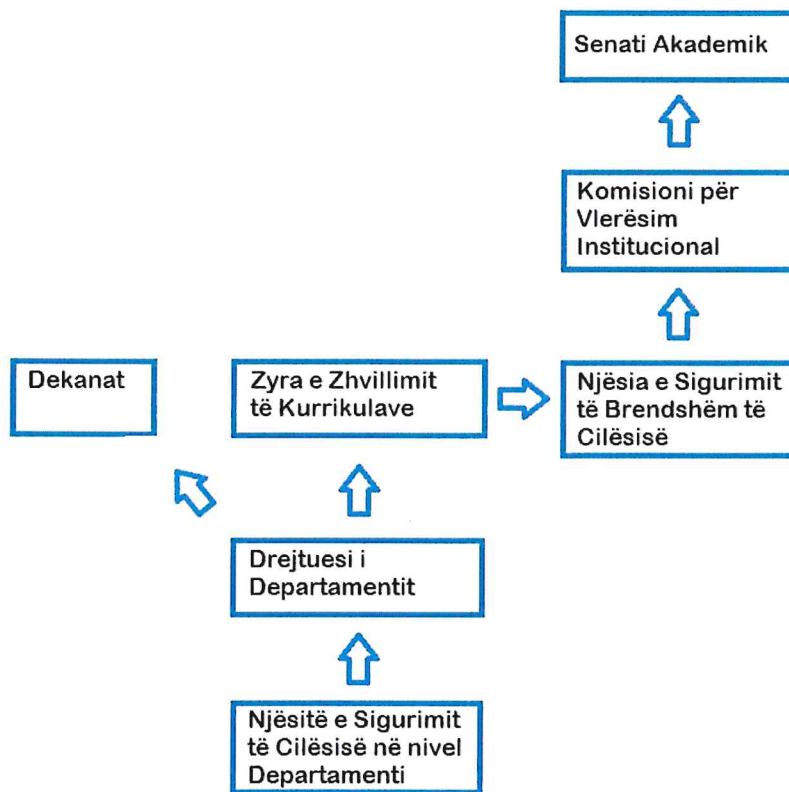 Senati Akademik
Komisioni për
Vlerësim
Institucional
Dekanat
Zyra e Zhvillimit
të Kurrikulave
Njësia e Sigurimit
të Brendshëm të
Cilësisë
Drejtuesi i
Departamentit
Njësitë e Sigurimit
të Cilësisë në nivel
Departamenti